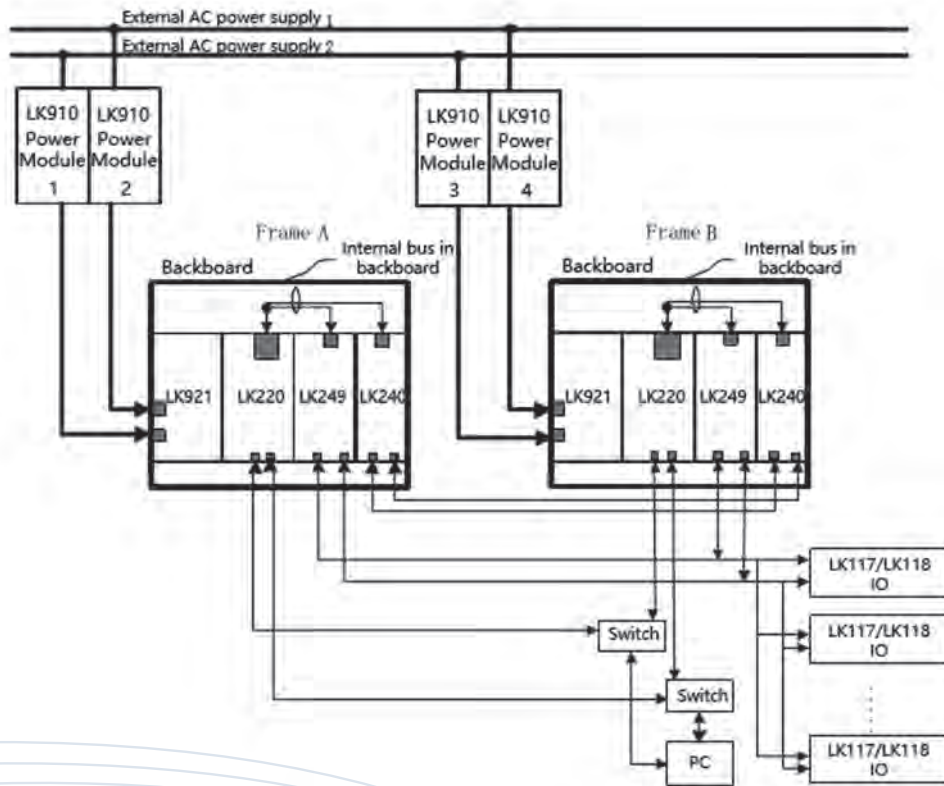 External AC power supply 1
External AC power supply 2
LK910
Power
Module
1
LK910
Power
Module
2
LK910
Power
Module
3
LK910
Power
Module
4
Frame A
Internal bus in
backboard
Backboard
LK921
LK220
LK249
LK240
Frame B
Internal bus in
backboard
Backboard
LK921
LK220
LK249
LK240
LK117/LK118
IO
Switch
LK117/LK118
IO
Switch
PC
LK117/LK118
IO